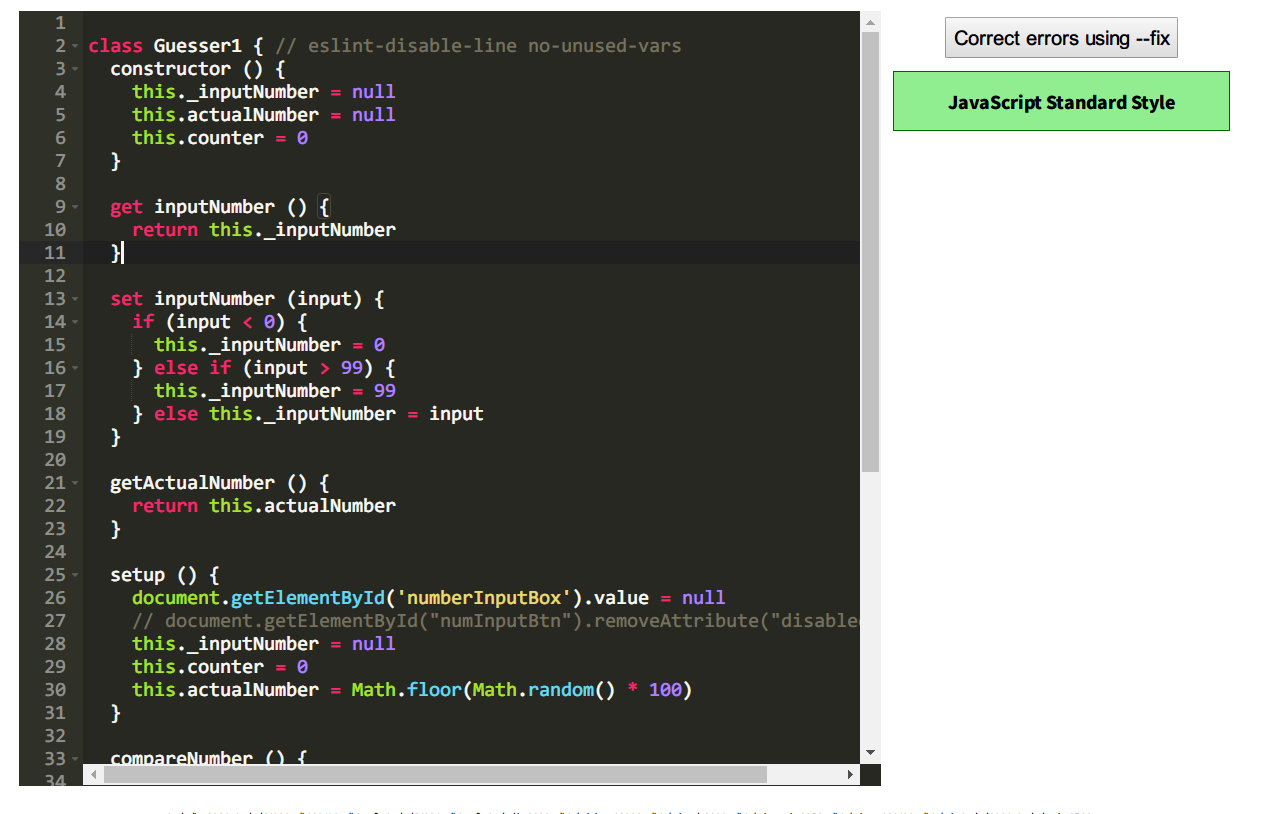 1
2 class Guesser1 { // eslint-disable-line no-unused-vars
3 constructor () {
4 this._inputNumber = null
5 this.actualNumber = null
6 this.counter = 0
7 }
8
9 get inputNumber () {
10 return this._inputNumber
11 }
12
13 set inputNumber (input) {
14 if (input < 0) {
15 this._inputNumber = 0
16 } else if (input > 99) {
17 this._inputNumber = 99
18 } else this._inputNumber = input
19 }
20
21 getActualNumber () {
22 return this.actualNumber
23 }
24
25 setup () {
26 document.getElementById('numberInputBox').value = null
27 // document.getElementById("numInputBtn").removeAttribute("disable
28 this._inputNumber = null
29 this.counter = 0
30 this.actualNumber = Math.floor(Math.random() * 100)
31 }
32
33 compareNumber () {
34
Correct errors using --fix
JavaScript Standard Style